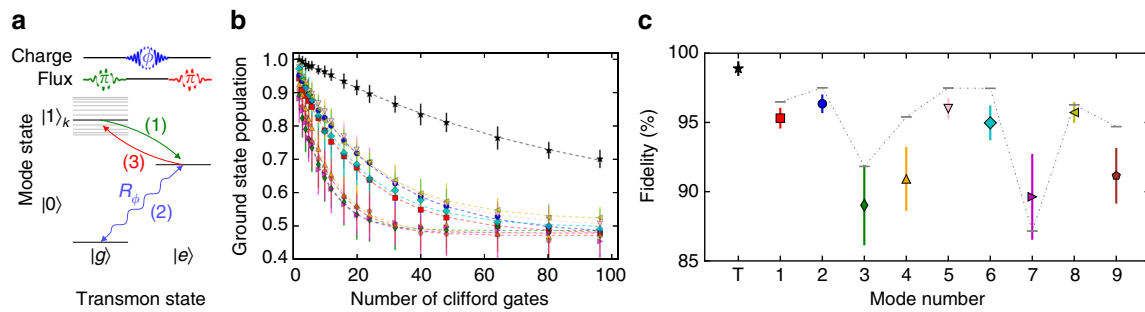 a
Charge
ϕ
Flux
π
π
|1⟩k
(1)
(3)
Mode state
Rϕ
(2)
|0⟩
|g⟩ |e⟩
Transmon state
b
1.0
0.9
0.8
0.7
0.6
0.5
0.4
Ground state population
0 20 40 60 80 100
Number of clifford gates
c
100
95
90
85
Fidelity (%)
T 1 2 3 4 5 6 7 8 9
Mode number